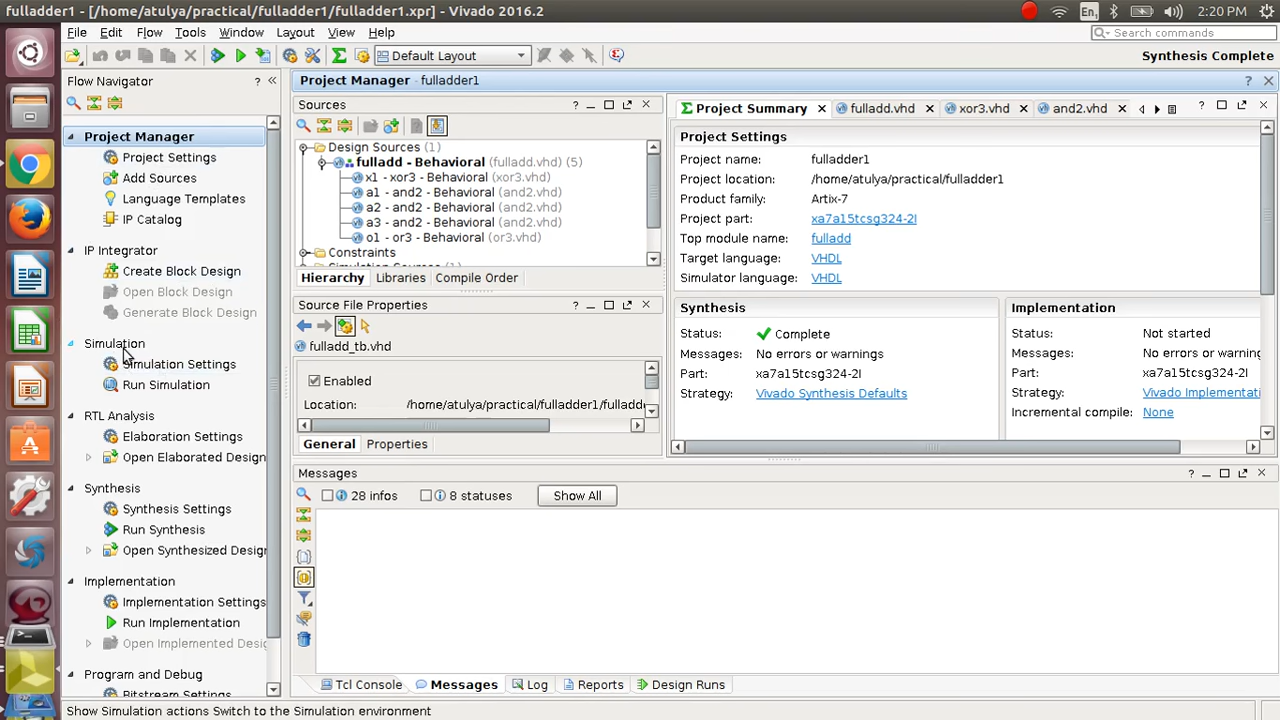 fulladder1 - [/home/atulya/practical/fulladder1/fulladder1.xpr] - Vivado 2016.2
En
2:20 PM
File Edit Flow Tools Window Layout View Help
Search commands
Default Layout
Synthesis Complete
Flow Navigator
Project Manager
Project Settings
Add Sources
Language Templates
IP Catalog
IP Integrator
Create Block Design
Open Block Design
Generate Block Design
Simulation
Simulation Settings
Run Simulation
RTL Analysis
Elaboration Settings
Open Elaborated Design
Synthesis
Synthesis Settings
Run Synthesis
Open Synthesized Design
Implementation
Implementation Settings
Run Implementation
Open Implemented Desig
Program and Debug
Bitstream Settings
Project Manager - fulladder1
Sources
Design Sources (1)
fulladd - Behavioral (fulladd.vhd) (5)
x1 - xor3 - Behavioral (xor3.vhd)
a1 - and2 - Behavioral (and2.vhd)
a2 - and2 - Behavioral (and2.vhd)
a3 - and2 - Behavioral (and2.vhd)
o1 - or3 - Behavioral (or3.vhd)
Constraints
Simulation Sources (1)
Hierarchy Libraries Compile Order
Source File Properties
fulladd_tb.vhd
Enabled
Location: /home/atulya/practical/fulladder1/fulladd
General Properties
Project Summary fulladd.vhd xor3.vhd and2.vhd
Project Settings
Project name: fulladder1
Project location: /home/atulya/practical/fulladder1
Product family: Artix-7
Project part: xa7a15tcsg324-2I
Top module name: fulladd
Target language: VHDL
Simulator language: VHDL
Synthesis
Status: Complete
Messages: No errors or warnings
Part: xa7a15tcsg324-2I
Strategy: Vivado Synthesis Defaults
Implementation
Status: Not started
Messages: No errors or warnings
Part: xa7a15tcsg324-2I
Strategy: Vivado Implementati
Incremental compile: None
Messages
28 infos 8 statuses Show All
Tcl Console Messages Log Reports Design Runs
Show Simulation actions Switch to the Simulation environment